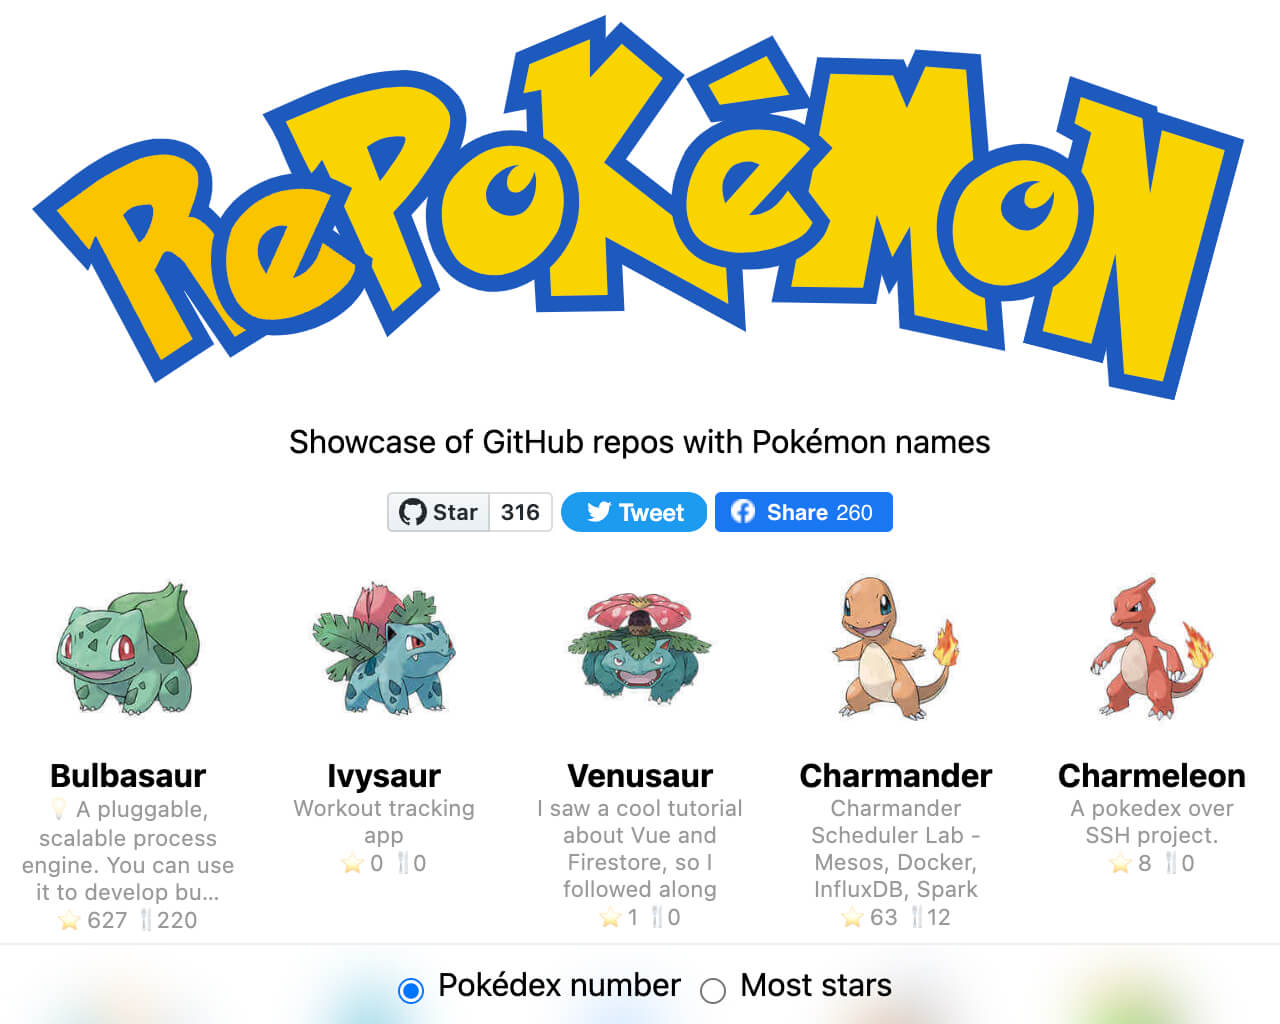 RePoKéMoN
Showcase of GitHub repos with Pokémon names
Star 316 Tweet Share 260
Bulbasaur
💡 A pluggable,
scalable process
engine. You can use
it to develop bu...
⭐ 627 🍴220
Ivysaur
Workout tracking
app
⭐ 0 🍴0
Venusaur
I saw a cool tutorial
about Vue and
Firestore, so I
followed along
⭐ 1 🍴0
Charmander
Charmander
Scheduler Lab -
Mesos, Docker,
InfluxDB, Spark
⭐ 63 🍴12
Charmeleon
A pokedex over
SSH project.
⭐ 8 🍴0
Pokédex number Most stars